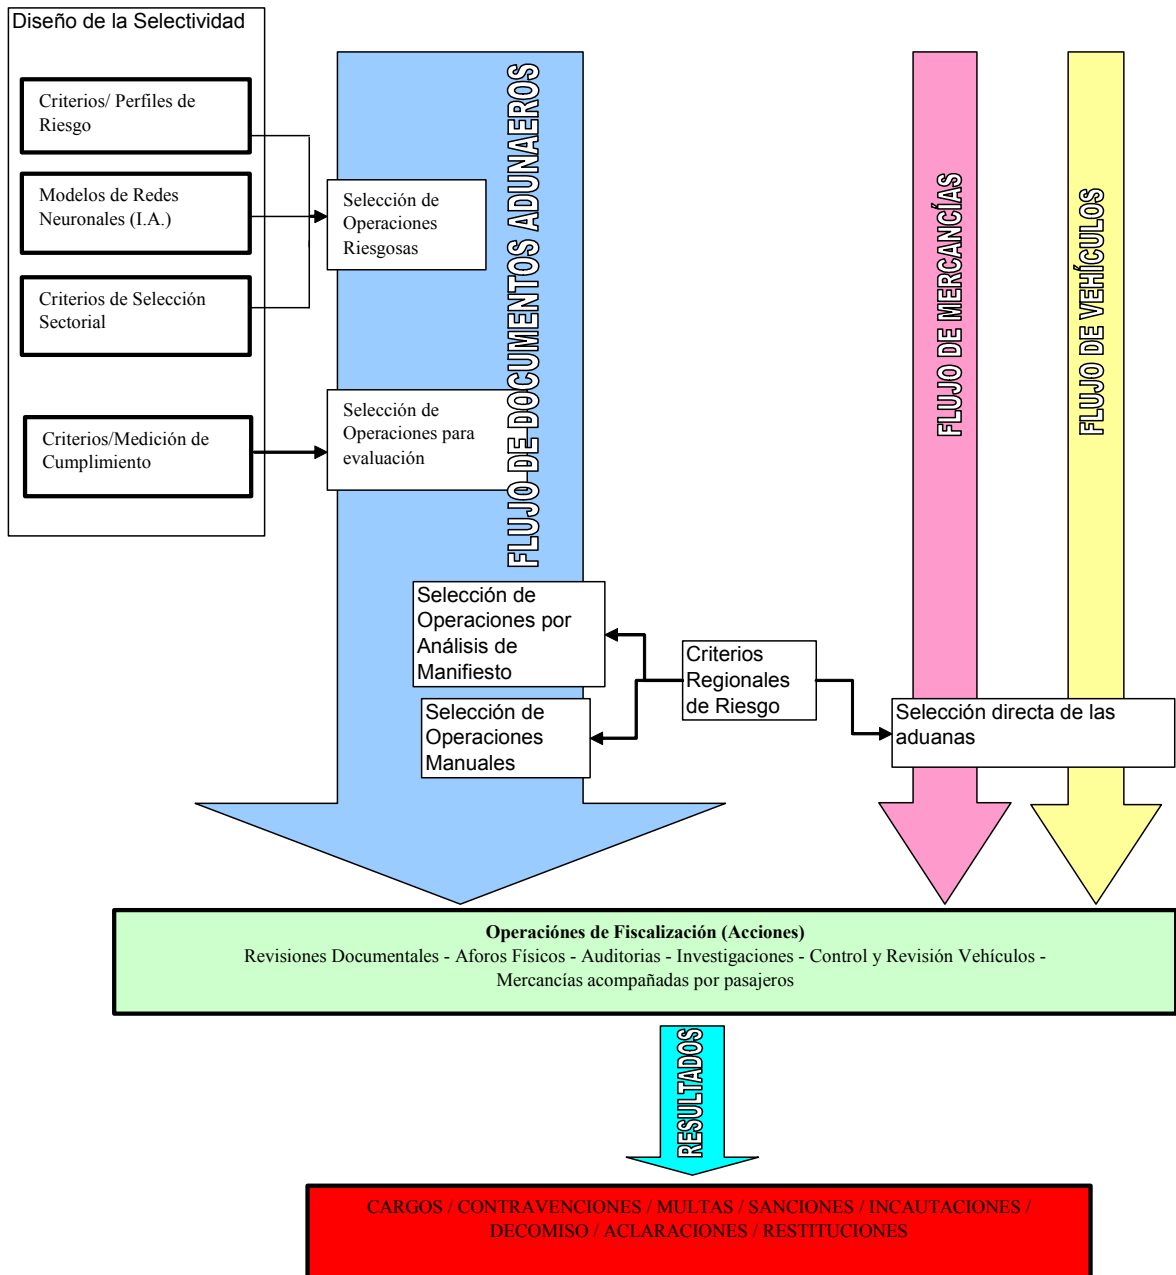 Diseño de la Selectividad
Criterios/ Perfiles de
Riesgo
Modelos de Redes
Neuronales (I.A.)
Criterios de Selección
Sectorial
Criterios/Medición de
Cumplimiento
Selección de
Operaciones
Riesgosas
Selección de
Operaciones para
evaluación
FLUJO DE DOCUMENTOS ADUNAEROS
FLUJO DE MERCANCÍAS
FLUJO DE VEHÍCULOS
Selección de
Operaciones por
Análisis de
Manifiesto
Selección de
Operaciones
Manuales
Criterios
Regionales
de Riesgo
Selección directa de las
aduanas
Operaciónes de Fiscalización (Acciones)
Revisiones Documentales - Aforos Físicos - Auditorias - Investigaciones - Control y Revisión Vehículos -
Mercancías acompañadas por pasajeros
RESULTADOS
CARGOS / CONTRAVENCIONES / MULTAS / SANCIONES / INCAUTACIONES /
DECOMISO / ACLARACIONES / RESTITUCIONES